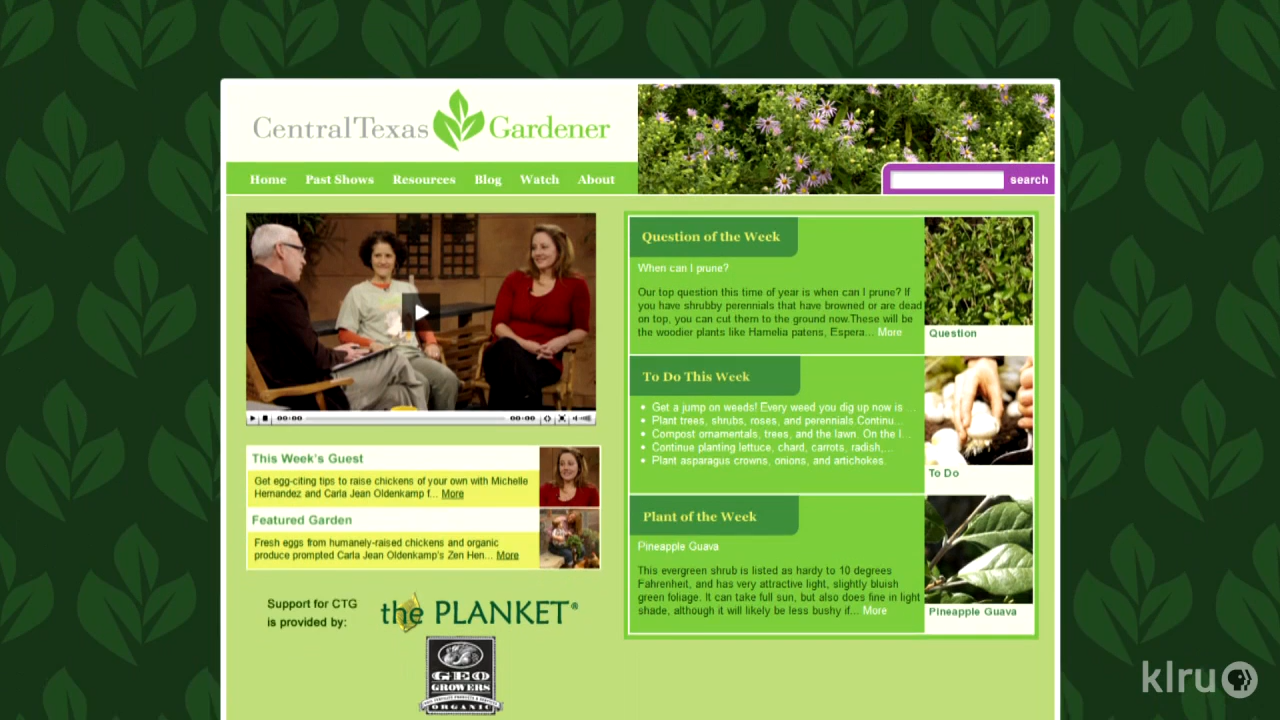 CentralTexas Gardener
Home Past Shows Resources Blog Watch About
search
00:00 00:00
This Week's Guest
Get egg-citing tips to raise chickens of your own with Michelle
Hernandez and Carla Jean Oldenkamp f... More
Featured Garden
Fresh eggs from humanely-raised chickens and organic
produce prompted Carla Jean Oldenkamp's Zen Hen... More
Support for CTG
is provided by:
the PLANKET®
GEO
GROWERS
ORGANIC
Question of the Week
When can I prune?
Our top question this time of year is when can I prune? If
you have shrubby perennials that have browned or are dead
on top, you can cut them to the ground now.These will be
the woodier plants like Hamelia patens, Espera... More
Question
To Do This Week
• Get a jump on weeds! Every weed you dig up now is ...
• Plant trees, shrubs, roses, and perennials.Continu...
• Compost ornamentals, trees, and the lawn. On the l...
• Continue planting lettuce, chard, carrots, radish,...
• Plant asparagus crowns, onions, and artichokes.
To Do
Plant of the Week
Pineapple Guava
This evergreen shrub is listed as hardy to 10 degrees
Fahrenheit, and has very attractive light, slightly bluish
green foliage. It can take full sun, but also does fine in light
shade, although it will likely be less bushy if... More
Pineapple Guava
klru